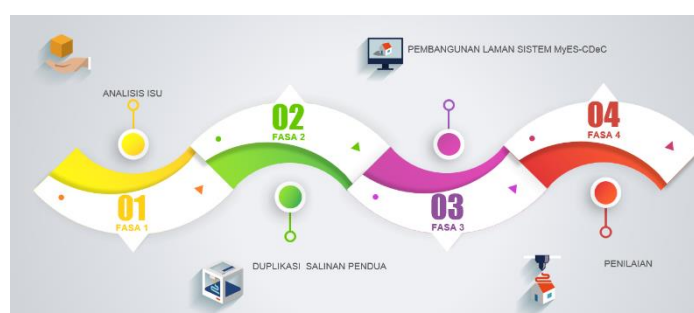 PEMBANGUNAN LAMAN SISTEM MyES-CDeC
ANALISIS ISU
01
FASA 1
02
FASA 2
03
FASA 3
04
FASA 4
DUPLIKASI SALINAN PENDUA
PENILAIAN